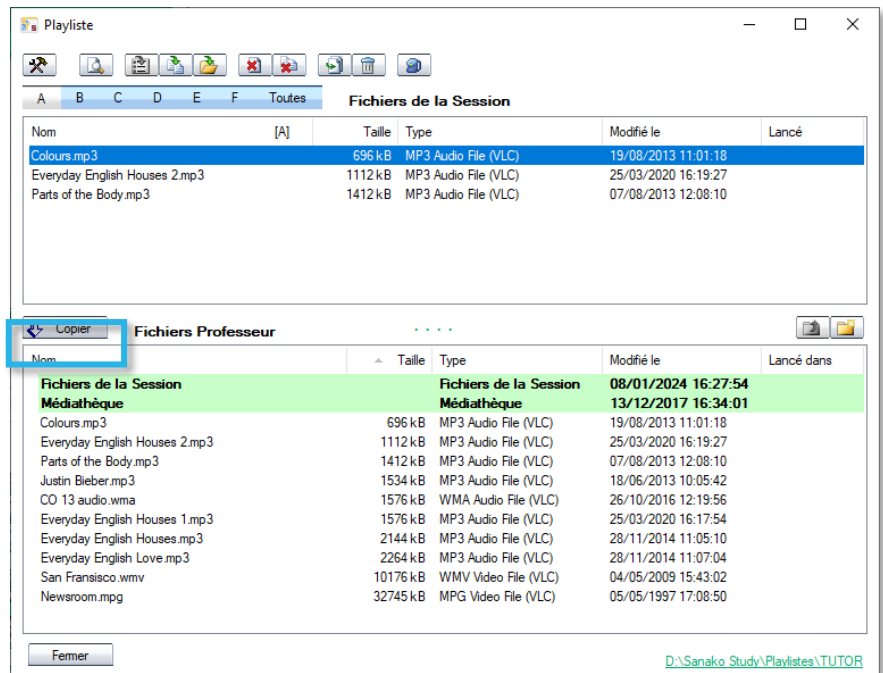 Playliste
A B C D E F Toutes Fichiers de la Session
Nom [A] Taille Type Modifié le Lancé
Colours.mp3 696 kB MP3 Audio File (VLC) 19/08/2013 11:01:18
Everyday English Houses 2.mp3 1112 kB MP3 Audio File (VLC) 25/03/2020 16:19:27
Parts of the Body.mp3 1412 kB MP3 Audio File (VLC) 07/08/2013 12:08:10
Copier Fichiers Professeur
Nom Taille Type Modifié le Lancé dans
Fichiers de la Session Fichiers de la Session 08/01/2024 16:27:54
Médiathèque Médiathèque 13/12/2017 16:34:01
Colours.mp3 696 kB MP3 Audio File (VLC) 19/08/2013 11:01:18
Everyday English Houses 2.mp3 1112 kB MP3 Audio File (VLC) 25/03/2020 16:19:27
Parts of the Body.mp3 1412 kB MP3 Audio File (VLC) 07/08/2013 12:08:10
Justin Bieber.mp3 1534 kB MP3 Audio File (VLC) 18/06/2013 10:05:42
CO 13 audio.wma 1576 kB WMA Audio File (VLC) 26/10/2016 12:19:56
Everyday English Houses 1.mp3 1576 kB MP3 Audio File (VLC) 25/03/2020 16:17:54
Everyday English Houses.mp3 2144 kB MP3 Audio File (VLC) 28/11/2014 11:05:10
Everyday English Love.mp3 2264 kB MP3 Audio File (VLC) 28/11/2014 11:07:04
San Fransisco.wmv 10176 kB WMV Video File (VLC) 04/05/2009 15:43:02
Newsroom.mpg 32745 kB MPG Video File (VLC) 05/05/1997 17:08:50
Fermer D:\Sanako Study\Playlistes\TUTOR